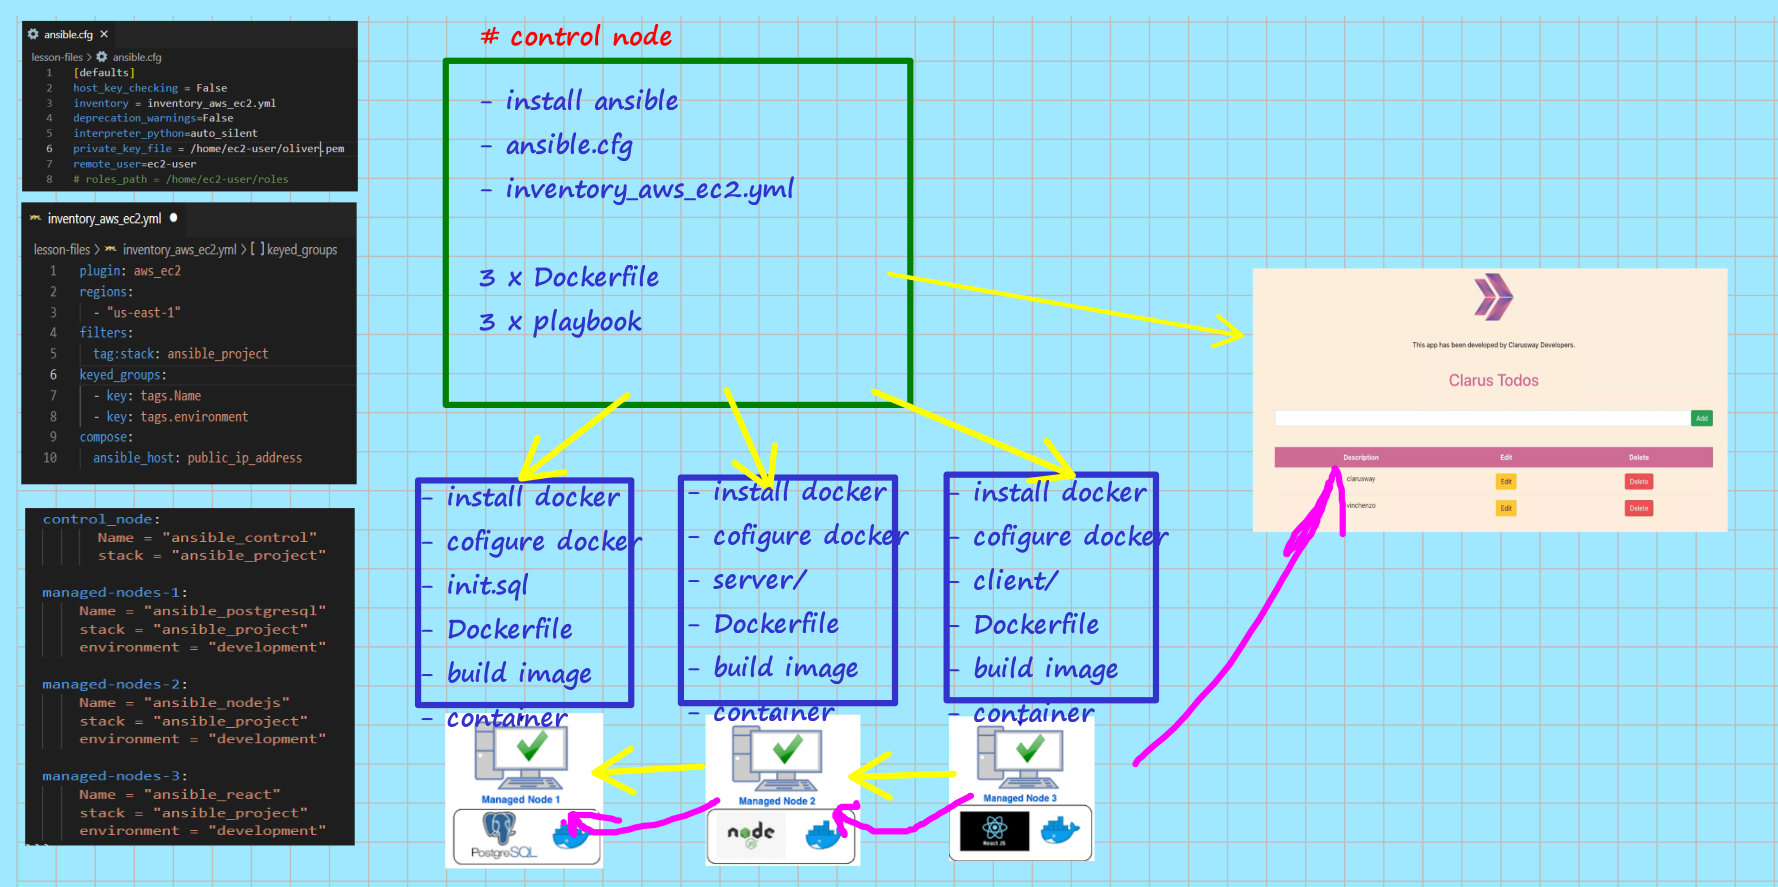 ansible.cfg ×
lesson-files > ansible.cfg
1 [defaults]
2 host_key_checking = False
3 inventory = inventory_aws_ec2.yml
4 deprecation_warnings=False
5 interpreter_python=auto_silent
6 private_key_file = /home/ec2-user/oliver.pem
7 remote_user=ec2-user
8 # roles_path = /home/ec2-user/roles
inventory_aws_ec2.yml
lesson-files > inventory_aws_ec2.yml > [ ] keyed_groups
1 plugin: aws_ec2
2 regions:
3 - "us-east-1"
4 filters:
5 tag:stack: ansible_project
6 keyed_groups:
7 - key: tags.Name
8 - key: tags.environment
9 compose:
10 ansible_host: public_ip_address
control_node:
Name = "ansible_control"
stack = "ansible_project"
managed-nodes-1:
Name = "ansible_postgresql"
stack = "ansible_project"
environment = "development"
managed-nodes-2:
Name = "ansible_nodejs"
stack = "ansible_project"
environment = "development"
managed-nodes-3:
Name = "ansible_react"
stack = "ansible_project"
environment = "development"
# control node
- install ansible
- ansible.cfg
- inventory_aws_ec2.yml
3 x Dockerfile
3 x playbook
- install docker
- cofigure docker
- init.sql
- Dockerfile
- build image
- container
Managed Node 1
PostgreSQL
- install docker
- cofigure docker
- server/
- Dockerfile
- build image
- container
Managed Node 2
node
JS
- install docker
- cofigure docker
- client/
- Dockerfile
- build image
- container
Managed Node 3
React JS
This app has been developed by Clarusway Developers.
Clarus Todos
Add
Description Edit Delete
clarusway Edit Delete
vinchenzo Edit Delete